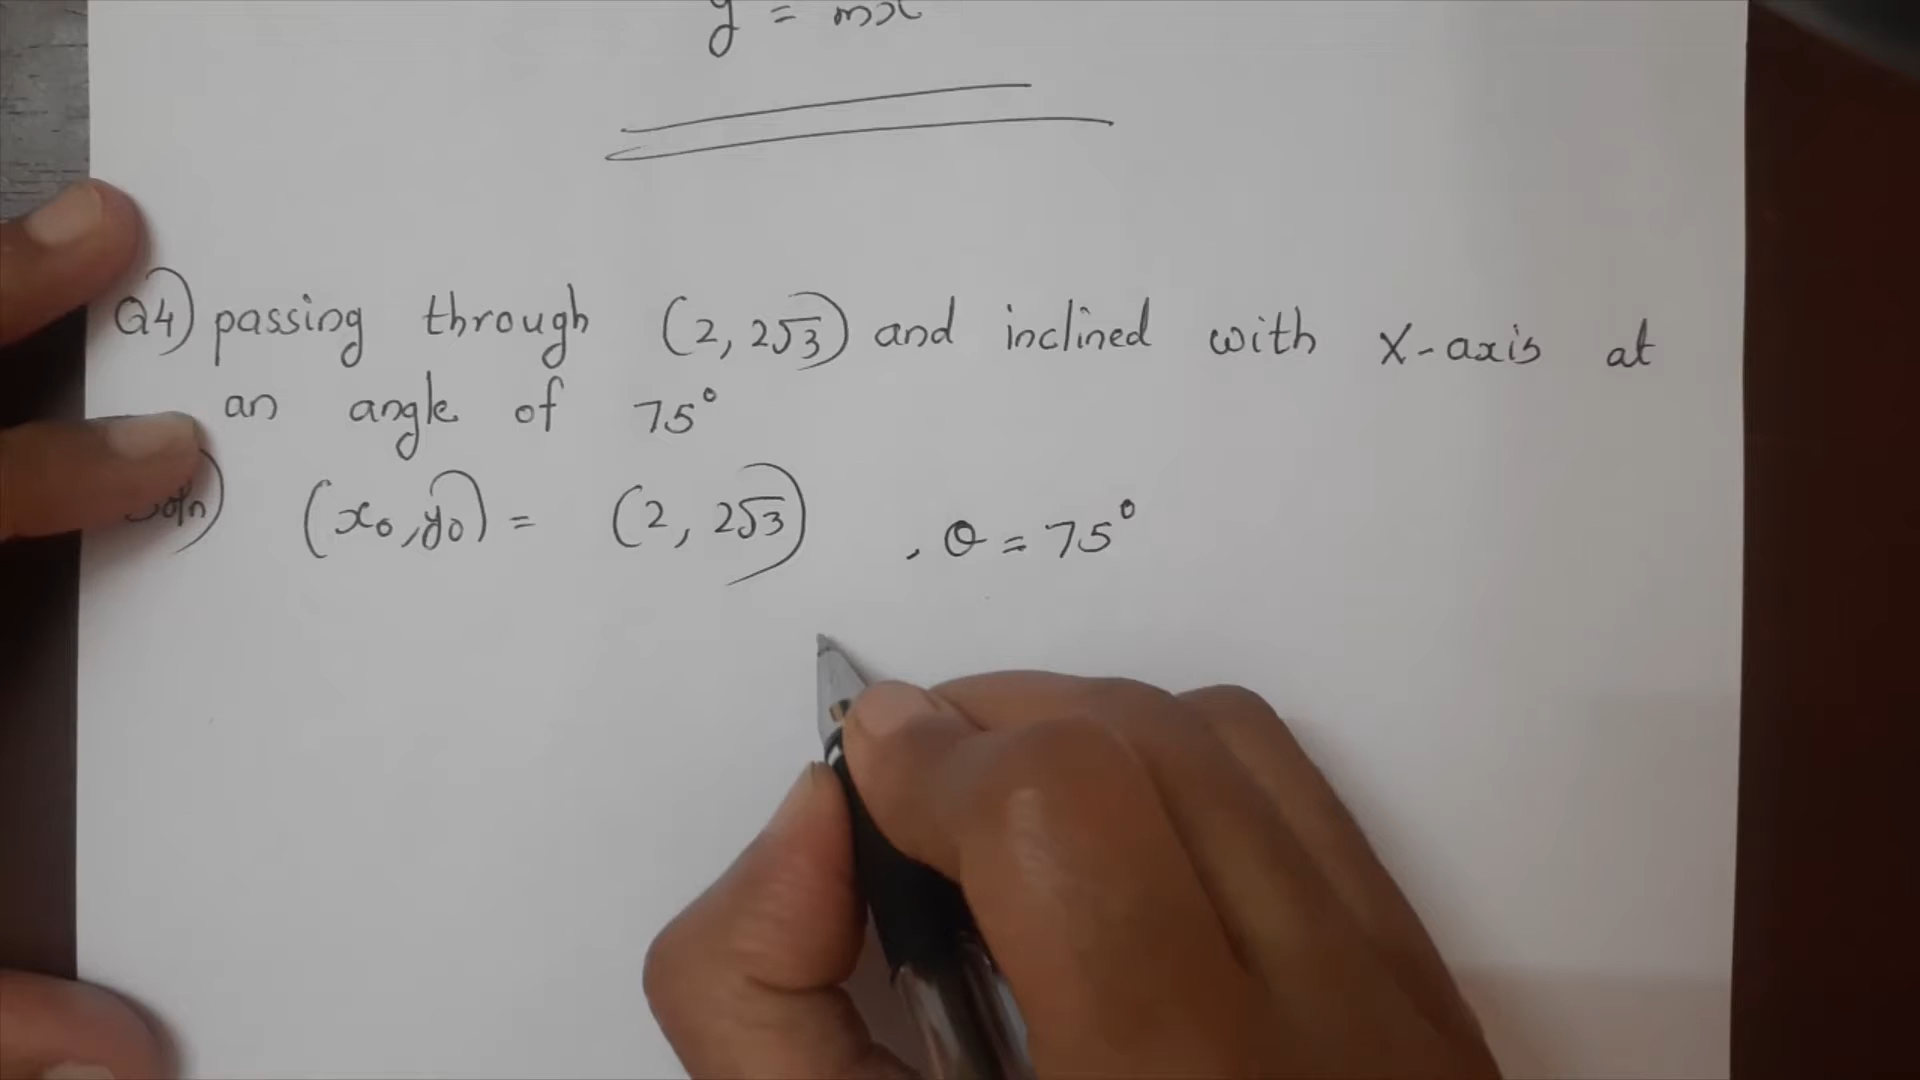 y = mx
Q4) passing through (2, 2√3) and inclined with X-axis at
an angle of 75°
(x₀, y₀) = (2, 2√3) , θ = 75°